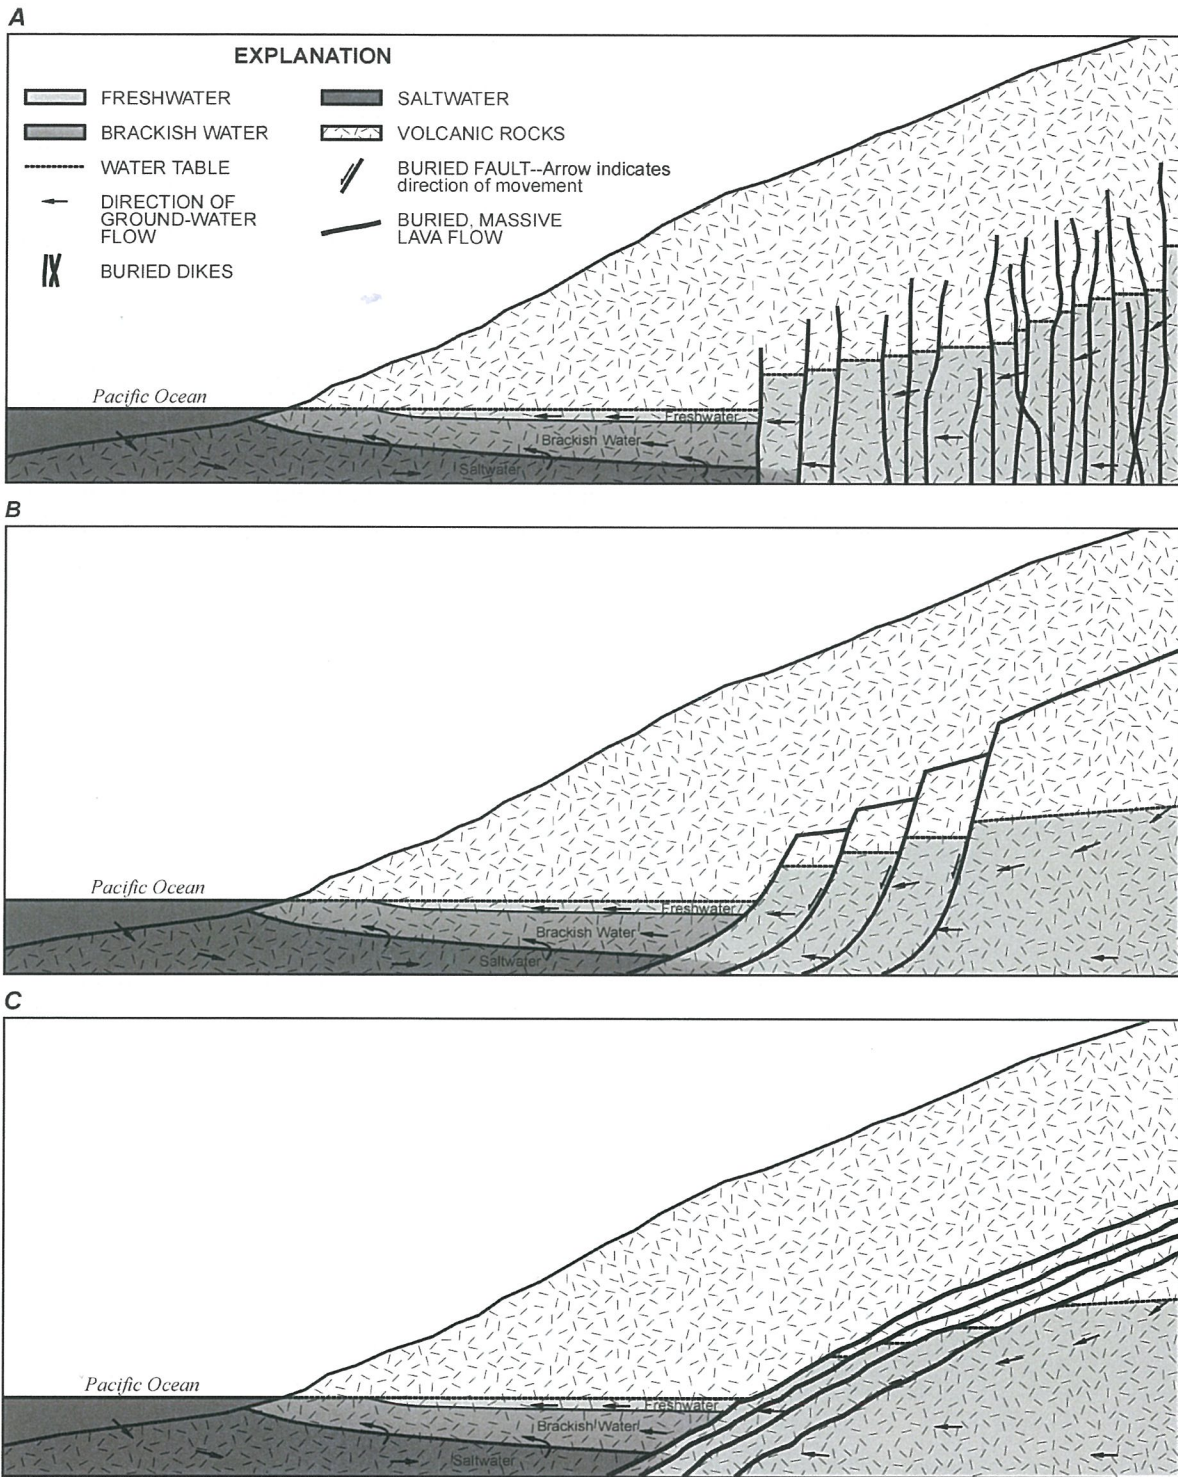 A
EXPLANATION
FRESHWATER
BRACKISH WATER
WATER TABLE
DIRECTION OF
GROUND-WATER
FLOW
BURIED DIKES
SALTWATER
VOLCANIC ROCKS
BURIED FAULT--Arrow indicates
direction of movement
BURIED, MASSIVE
LAVA FLOW
Pacific Ocean
Freshwater
Brackish Water
Saltwater
B
Pacific Ocean
Freshwater
Brackish Water
Saltwater
C
Pacific Ocean
Freshwater
Brackish Water
Saltwater